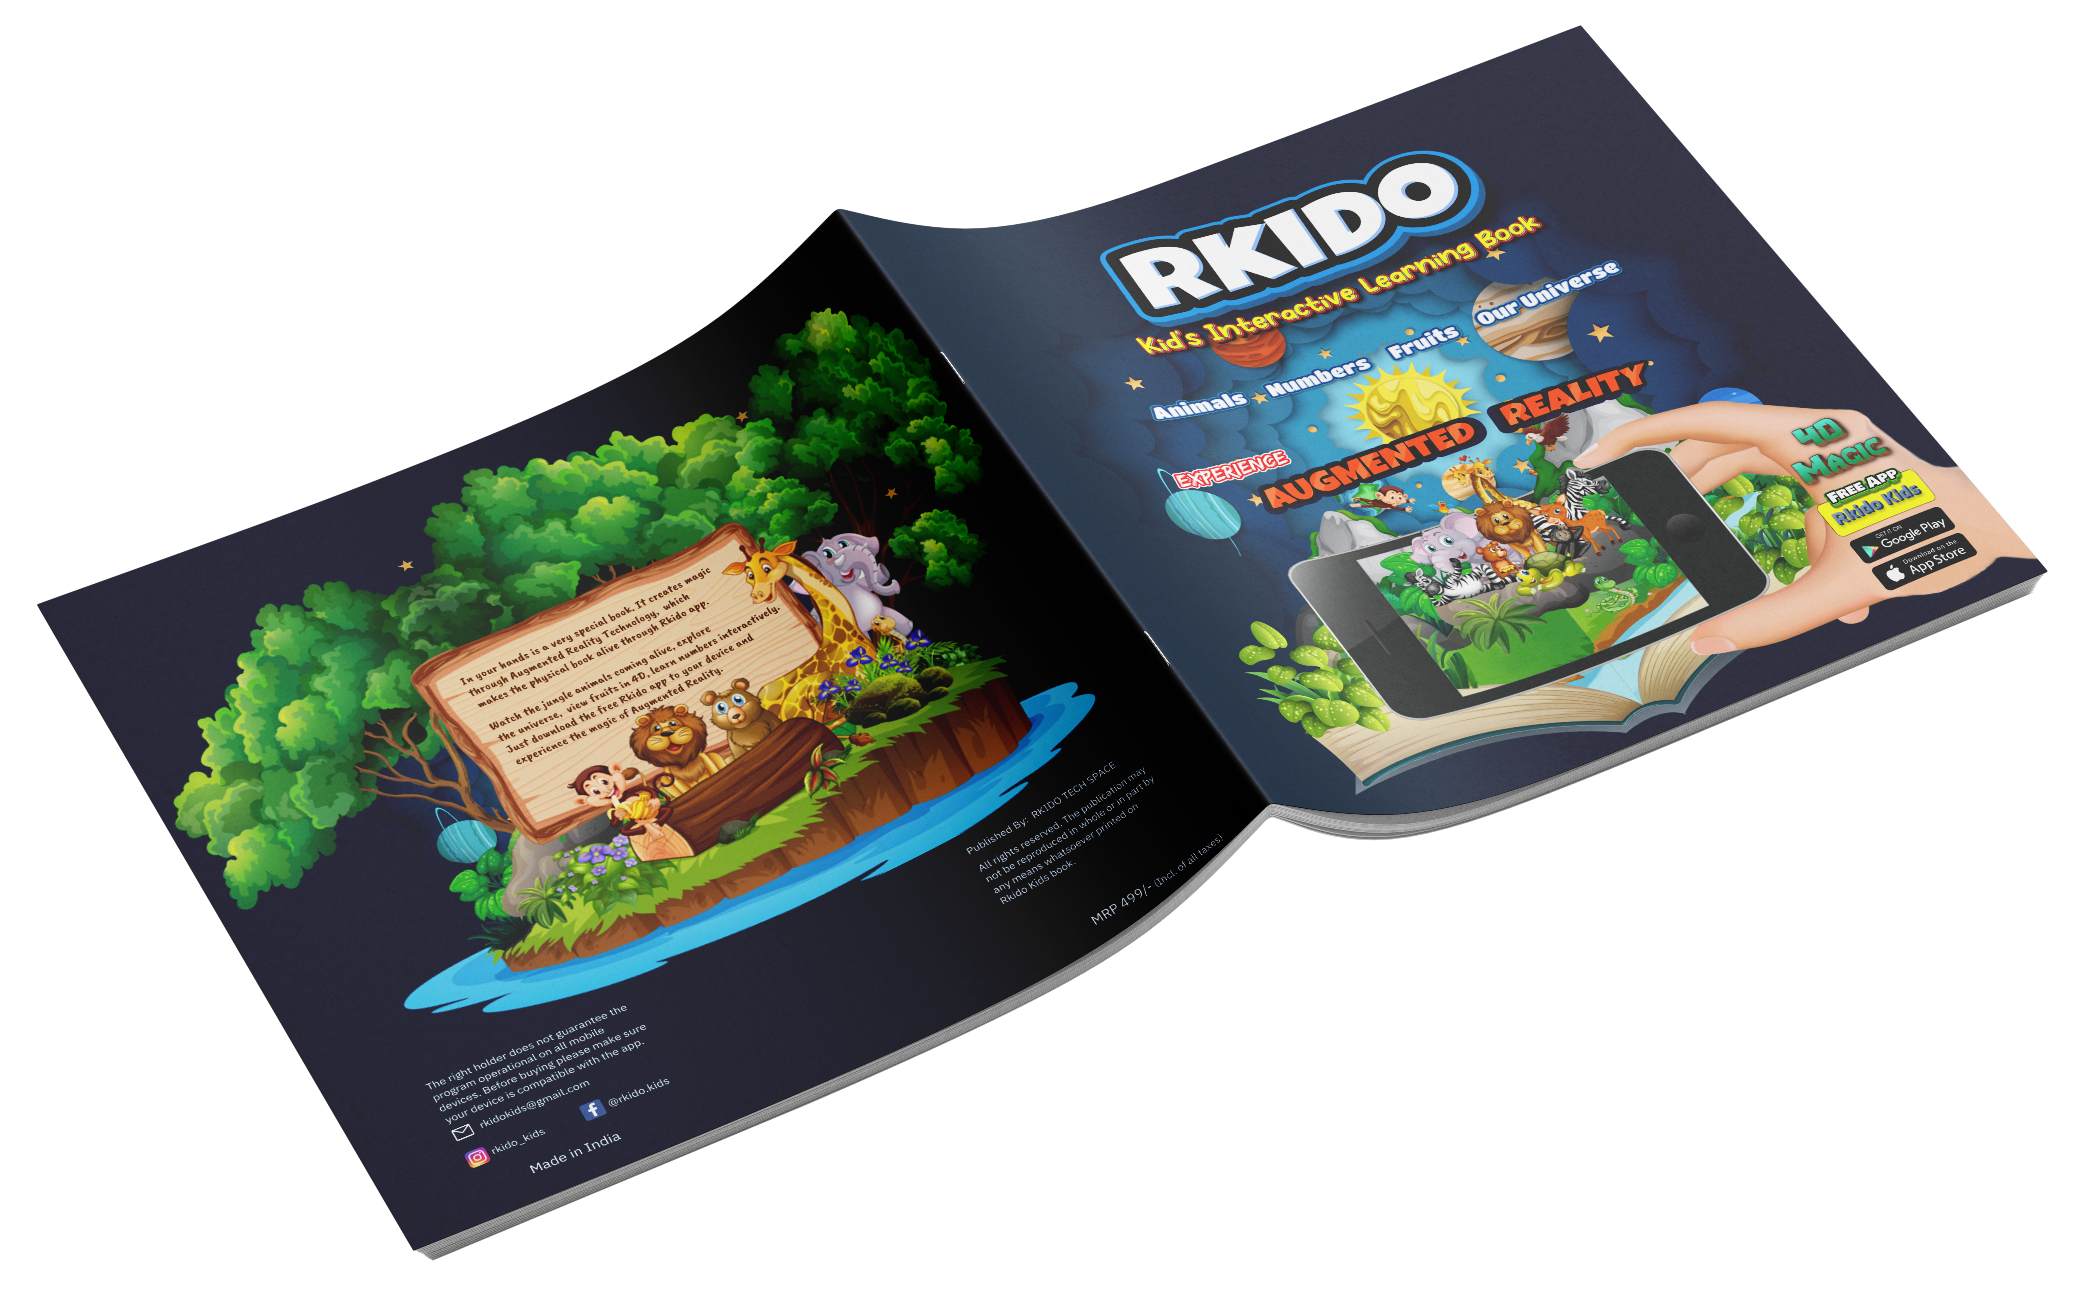 RKIDO
Kid's Interactive Learning Book
Animals Numbers Fruits Our Universe
EXPERIENCE
AUGMENTED REALITY
4D
MAGIC
FREE APP
Rkido Kids
GET IT ON
Google Play
Download on the
App Store
In your hands is a very special book. It creates magic
through Augmented Reality Technology, which
makes the physical book alive through Rkido app.
Watch the jungle animals coming alive, explore
the universe, view fruits in 4D, learn numbers interactively.
Just download the free Rkido app to your device and
experience the magic of Augmented Reality.
Published By: RKIDO TECH SPACE
All rights reserved. The publication may
not be reproduced in whole or in part by
any means whatsoever printed on
Rkido Kids book.
MRP 499/- (Incl. of all taxes)
The right holder does not guarantee the
program operational on all mobile
devices. Before buying please make sure
your device is compatible with the app.
rkidokids@gmail.com
@rkido.kids
rkido_kids
Made in India